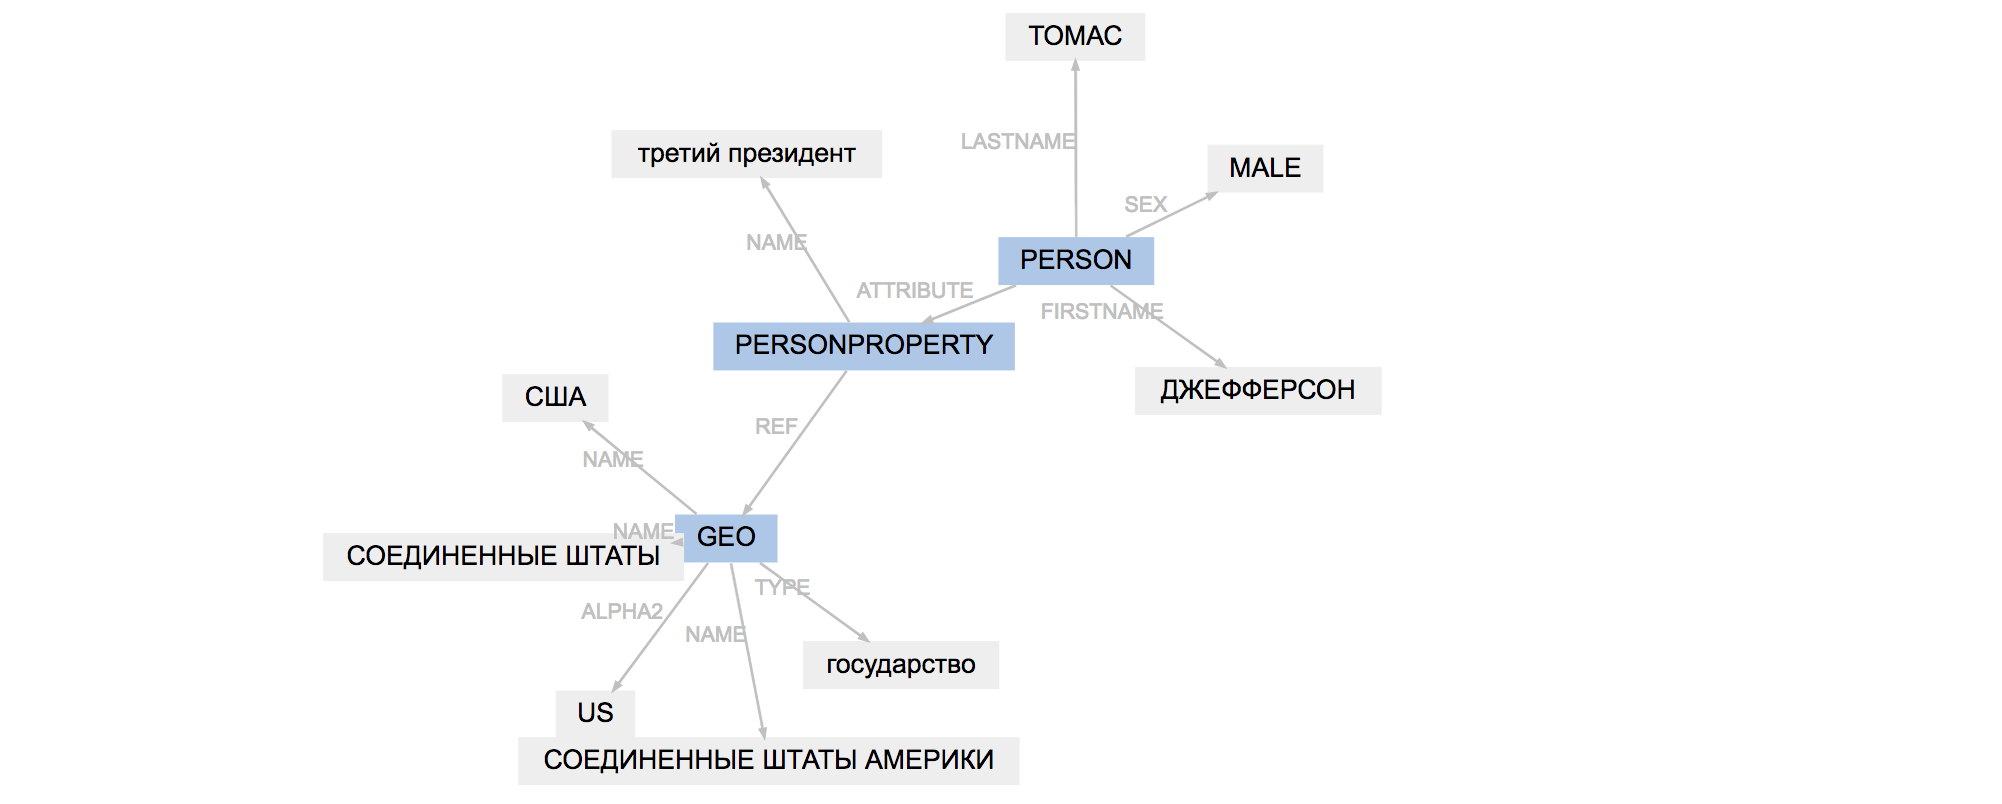 ТОМАС
LASTNAME
третий президент
MALE
SEX
NAME
PERSON
ATTRIBUTE
FIRSTNAME
PERSONPROPERTY
США
ДЖЕФФЕРСОН
REF
NAME
NAME
GEO
СОЕДИНЕННЫЕ ШТАТЫ
TYPE
ALPHA2
NAME
государство
US
СОЕДИНЕННЫЕ ШТАТЫ АМЕРИКИ